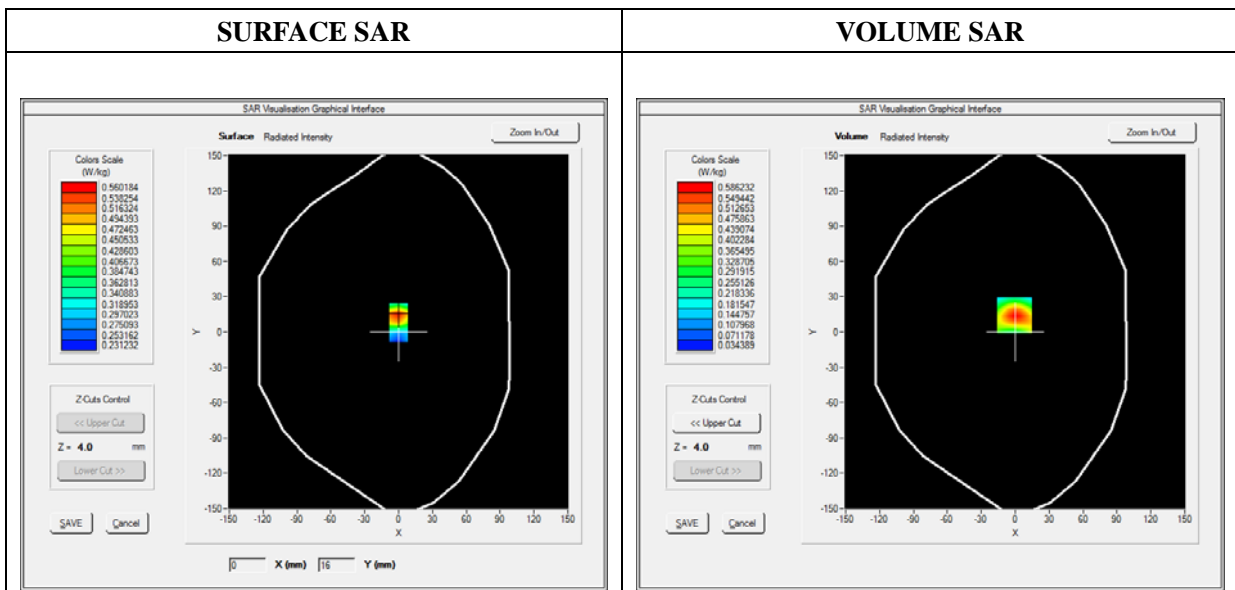 SURFACE SAR
VOLUME SAR
SAR Visualisation Graphical Interface
Surface Radiated Intensity
Zoom In/Out
Colors Scale
(W/kg)
0.560184
0.538254
0.516324
0.494393
0.472463
0.450533
0.428603
0.406673
0.384743
0.362813
0.340883
0.318953
0.297023
0.275093
0.253162
0.231232
Z-Cuts Control
<< Upper Cut
Z = 4.0 mm
Lower Cut >>
SAVE Cancel
150
120
90
60
30
0
-30
-60
-90
-120
-150
Y
-150 -120 -90 -60 -30 0 30 60 90 120 150
X
0 X (mm) 16 Y (mm)
SAR Visualisation Graphical Interface
Volume Radiated Intensity
Zoom In/Out
Colors Scale
(W/kg)
0.586232
0.549442
0.512653
0.475863
0.439074
0.402284
0.365495
0.328705
0.291915
0.255126
0.218336
0.181547
0.144757
0.107968
0.071178
0.034389
Z-Cuts Control
<< Upper Cut
Z = 4.0 mm
Lower Cut >>
SAVE Cancel
150
120
90
60
30
0
-30
-60
-90
-120
-150
Y
-150 -120 -90 -60 -30 0 30 60 90 120 150
X